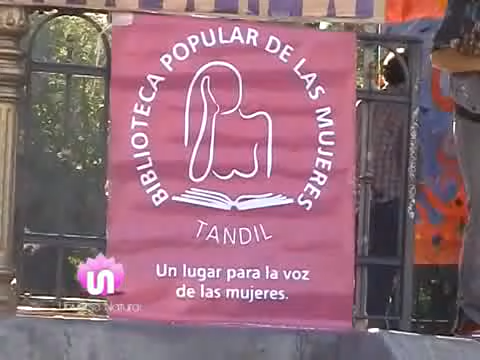 BIBLIOTECA POPULAR DE LAS MUJERES
TANDIL
Un lugar para la voz
de las mujeres.